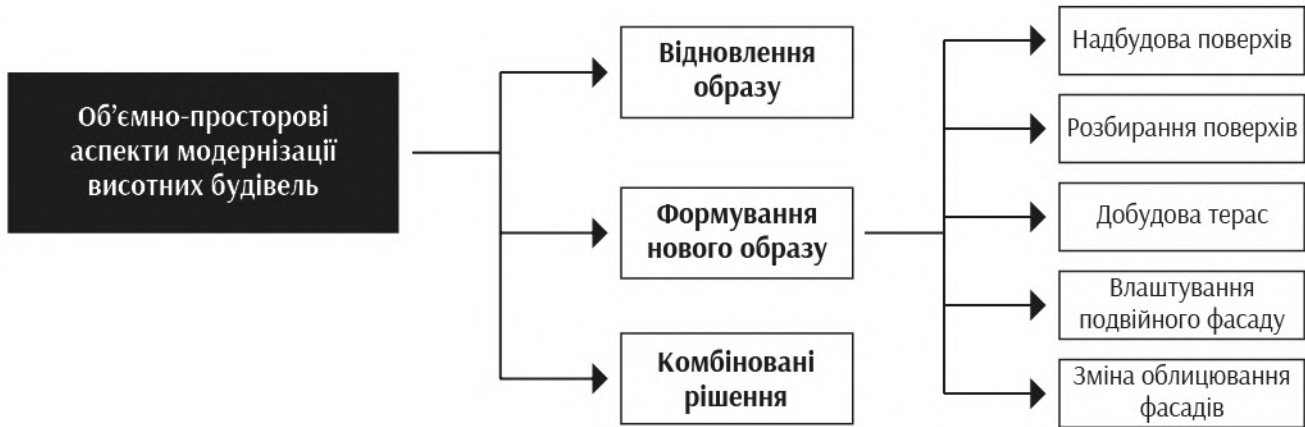 Об’ємно-просторові
аспекти модернізації
висотних будівель
Відновлення
образу
Формування
нового образу
Комбіновані
рішення
Надбудова поверхів
Розбирання поверхів
Добудова терас
Влаштування
подвійного фасаду
Зміна облицювання
фасадів